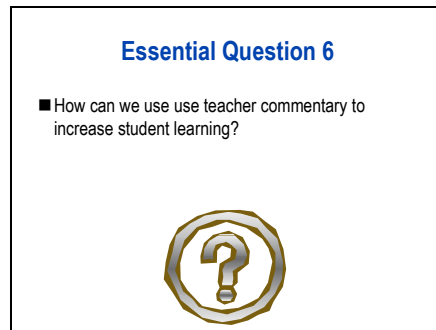 Essential Question 6
■ How can we use use teacher commentary to
increase student learning?
?